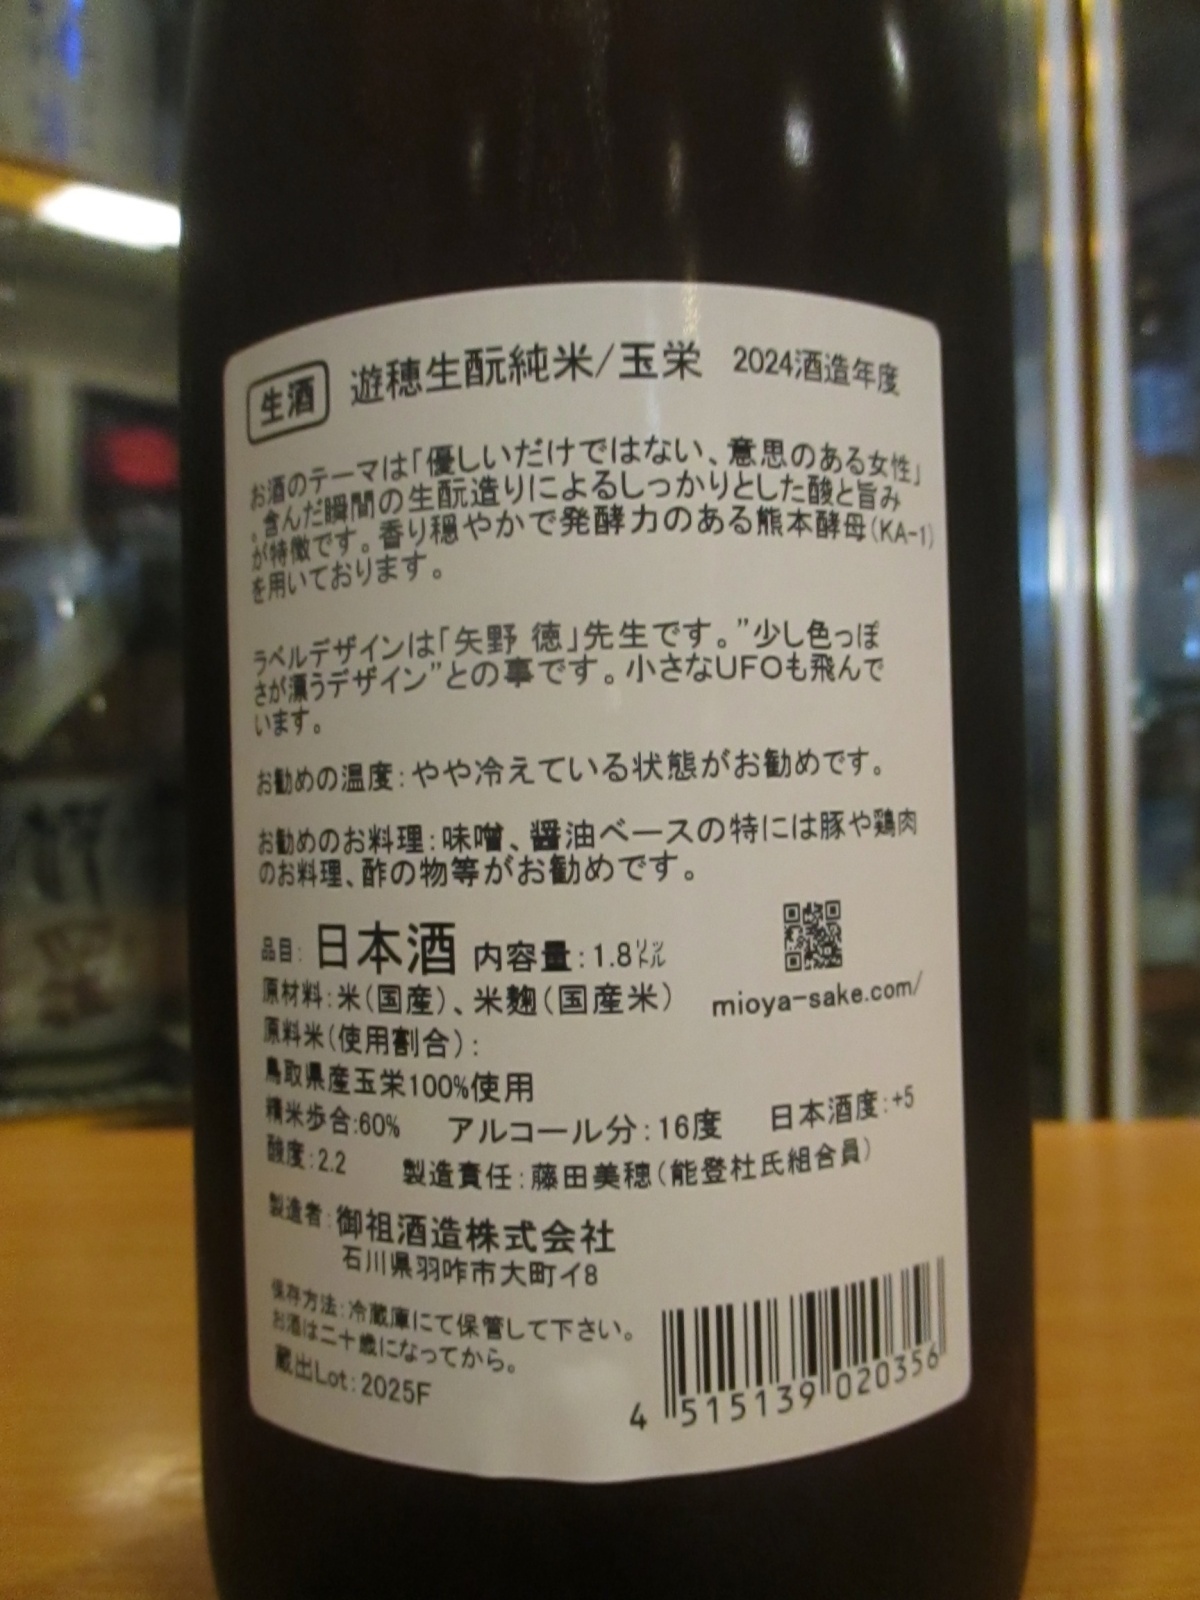 生酒 遊穂生酛純米/玉栄 2024酒造年度
お酒のテーマは「優しいだけではない、意思のある女性」
。含んだ瞬間の生酛造りによるしっかりとした酸と旨み
が特徴です。香り穏やかで発酵力のある熊本酵母(KA-1)
を用いております。
ラベルデザインは「矢野 徳」先生です。"少し色っぽ
さが漂うデザイン"との事です。小さなUFOも飛んで
います。
お勧めの温度:やや冷えている状態がお勧めです。
お勧めのお料理:味噌、醤油ベースの特には豚や鶏肉
のお料理、酢の物等がお勧めです。
品目:日本酒 内容量:1.8リットル
原材料:米(国産)、米麹(国産米)
mioya-sake.com/
原料米(使用割合):
鳥取県産玉栄100%使用
精米歩合:60% アルコール分:16度 日本酒度:+5
酸度:2.2 製造責任:藤田美穂(能登杜氏組合員)
製造者:御祖酒造株式会社
石川県羽咋市大町イ8
保存方法:冷蔵庫にて保管して下さい。
お酒は二十歳になってから。
蔵出Lot:2025F
4 515139 020356